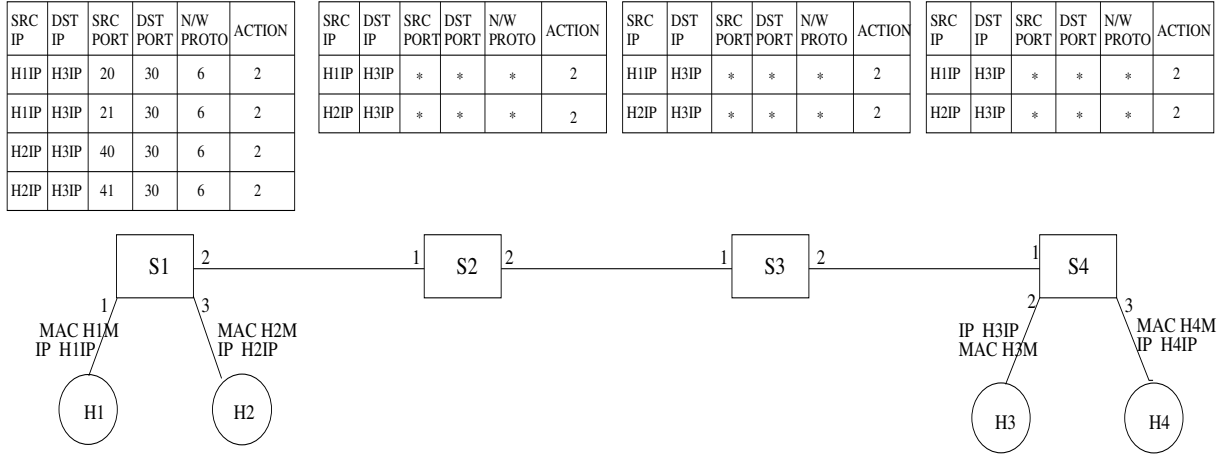 SRC IP DST IP SRC PORT DST PORT N/W PROTO ACTION
H1IP H3IP 20 30 6 2
H1IP H3IP 21 30 6 2
H2IP H3IP 40 30 6 2
H2IP H3IP 41 30 6 2
SRC IP DST IP SRC PORT DST PORT N/W PROTO ACTION
H1IP H3IP * * * 2
H2IP H3IP * * * 2
SRC IP DST IP SRC PORT DST PORT N/W PROTO ACTION
H1IP H3IP * * * 2
H2IP H3IP * * * 2
SRC IP DST IP SRC PORT DST PORT N/W PROTO ACTION
H1IP H3IP * * * 2
H2IP H3IP * * * 2
S1 2 1 S2 2 1 S3 2 1 S4
1 3 2 3
MAC H1M
IP H1IP
MAC H2M
IP H2IP
IP H3IP
MAC H3M
MAC H4M
IP H4IP
H1 H2 H3 H4